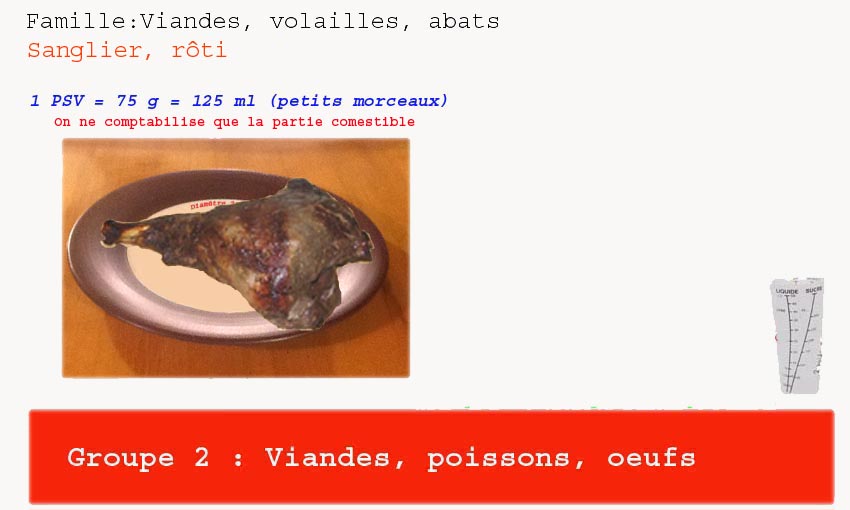 Famille:Viandes, volailles, abats
Sanglier, rôti
1 PSV = 75 g = 125 ml (petits morceaux)
On ne comptabilise que la partie comestible
Diamètre
LIQUIDE SUCRE
Groupe 2 : Viandes, poissons, oeufs